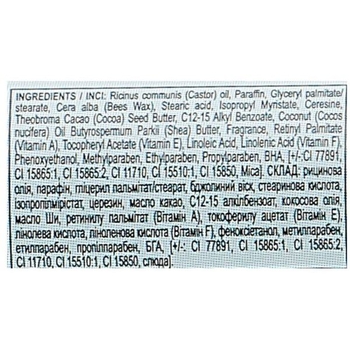 INGREDIENTS / INCI: Ricinus communis (Castor) oil, Paraffin, Glyceryl palmitate/
stearate, Cera alba (Bees Wax), Stearic acid, Isopropyl Myristate, Ceresine,
Theobroma Cacao (Cocoa) Seed Butter, C12-15 Alkyl Benzoate, Coconut (Cocos
nucifera) Oil Butyrospermum Parkii (Shea) Butter, Fragrance, Retinyl Palmitate
(Vitamin A), Tocopheryl Acetate (Vitamin E), Linoleic Acid, Linolenic Acid (Vitamin F),
Phenoxyethanol, Methylparaben, Ethylparaben, Propylparaben, BHA, [+/-: CI 77891,
CI 15865:1, CI 15865:2, CI 11710, CI 15510:1, CI 15850, Mica]. СКЛАД: рицинова
олія, парафін, гліцерил пальмітат/стеарат, бджолиний віск, стеаринова кислота,
ізопропілмірістат, церезин, масло какао, С12-15 алкілбензоат, кокосова олія,
масло Ши, ретинилу пальмітат (Вітамін А), токоферилу ацетат (Вітамін Е),
лінолева кислота, ліноленова кислота (Вітамін F), феноксіетанол, метилпарабен,
етилпарабен, пропілпарабен, БГА, [+/-: CI 77891, CI 15865:1, CI 15865:2,
CI 11710, CI 15510:1, CI 15850, слюда].